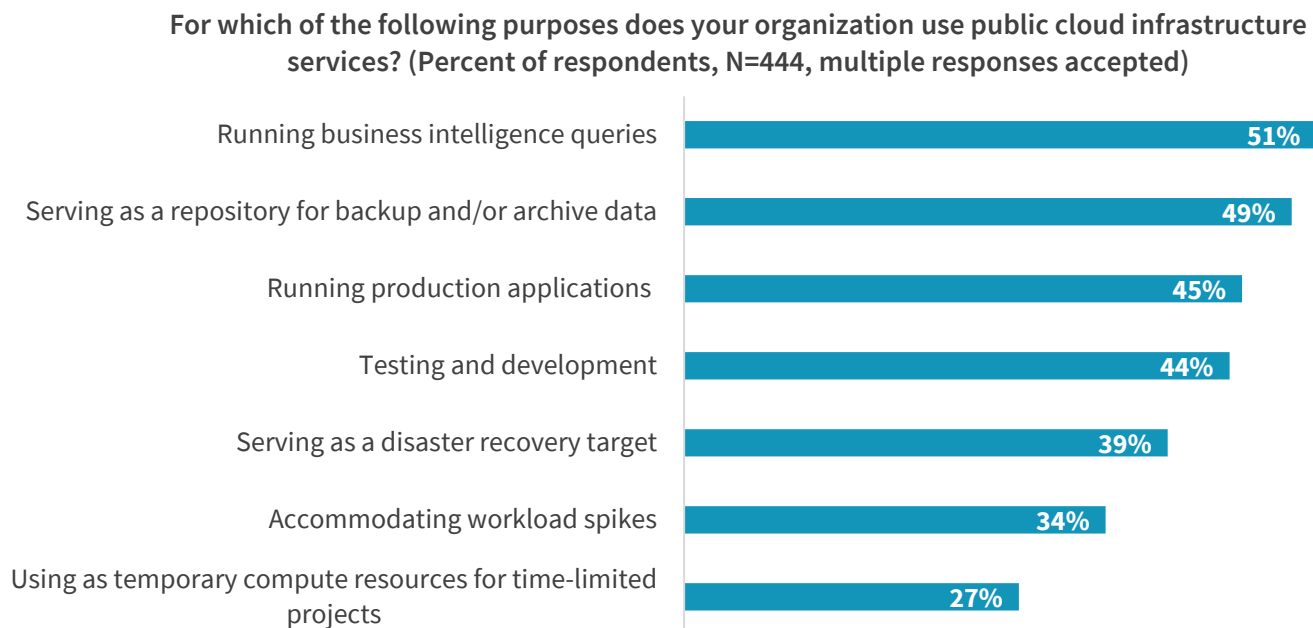 For which of the following purposes does your organization use public cloud infrastructure
services? (Percent of respondents, N=444, multiple responses accepted)
Running business intelligence queries
51%
Serving as a repository for backup and/or archive data
49%
Running production applications
45%
Testing and development
44%
Serving as a disaster recovery target
39%
Accommodating workload spikes
34%
Using as temporary compute resources for time-limited
projects
27%